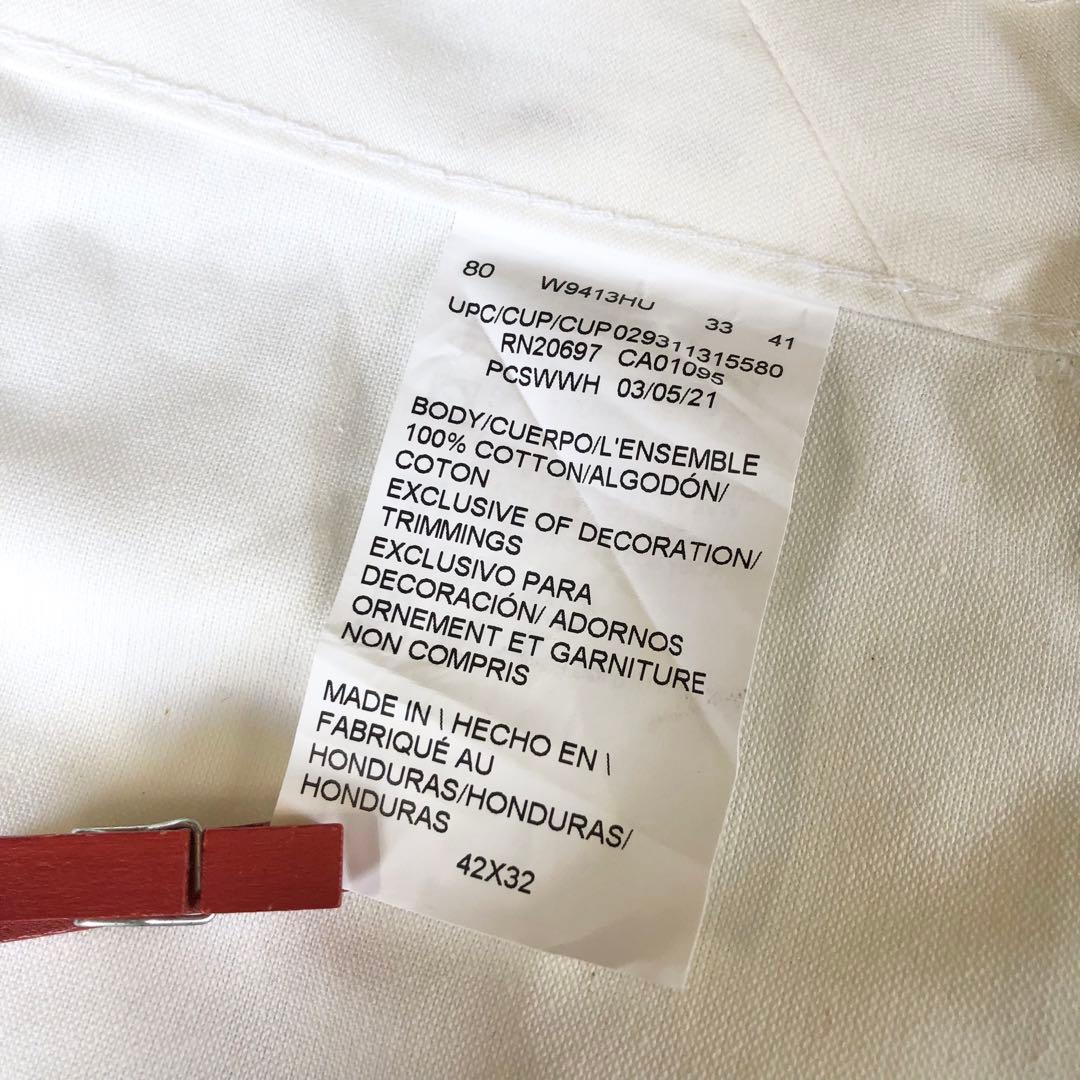 80 W9413HU 33 41
UPC/CUP/CUP029311315580
RN20697 CA01095
PCSWWH 03/05/21
BODY/CUERPO/L'ENSEMBLE
100% COTTON/ALGODÓN/
COTON
EXCLUSIVE OF DECORATION/
TRIMMINGS
EXCLUSIVO PARA
DECORACIÓN/ ADORNOS
ORNEMENT ET GARNITURE
NON COMPRIS
MADE IN \ HECHO EN \
FABRIQUÉ AU
HONDURAS/HONDURAS/
HONDURAS
42X32